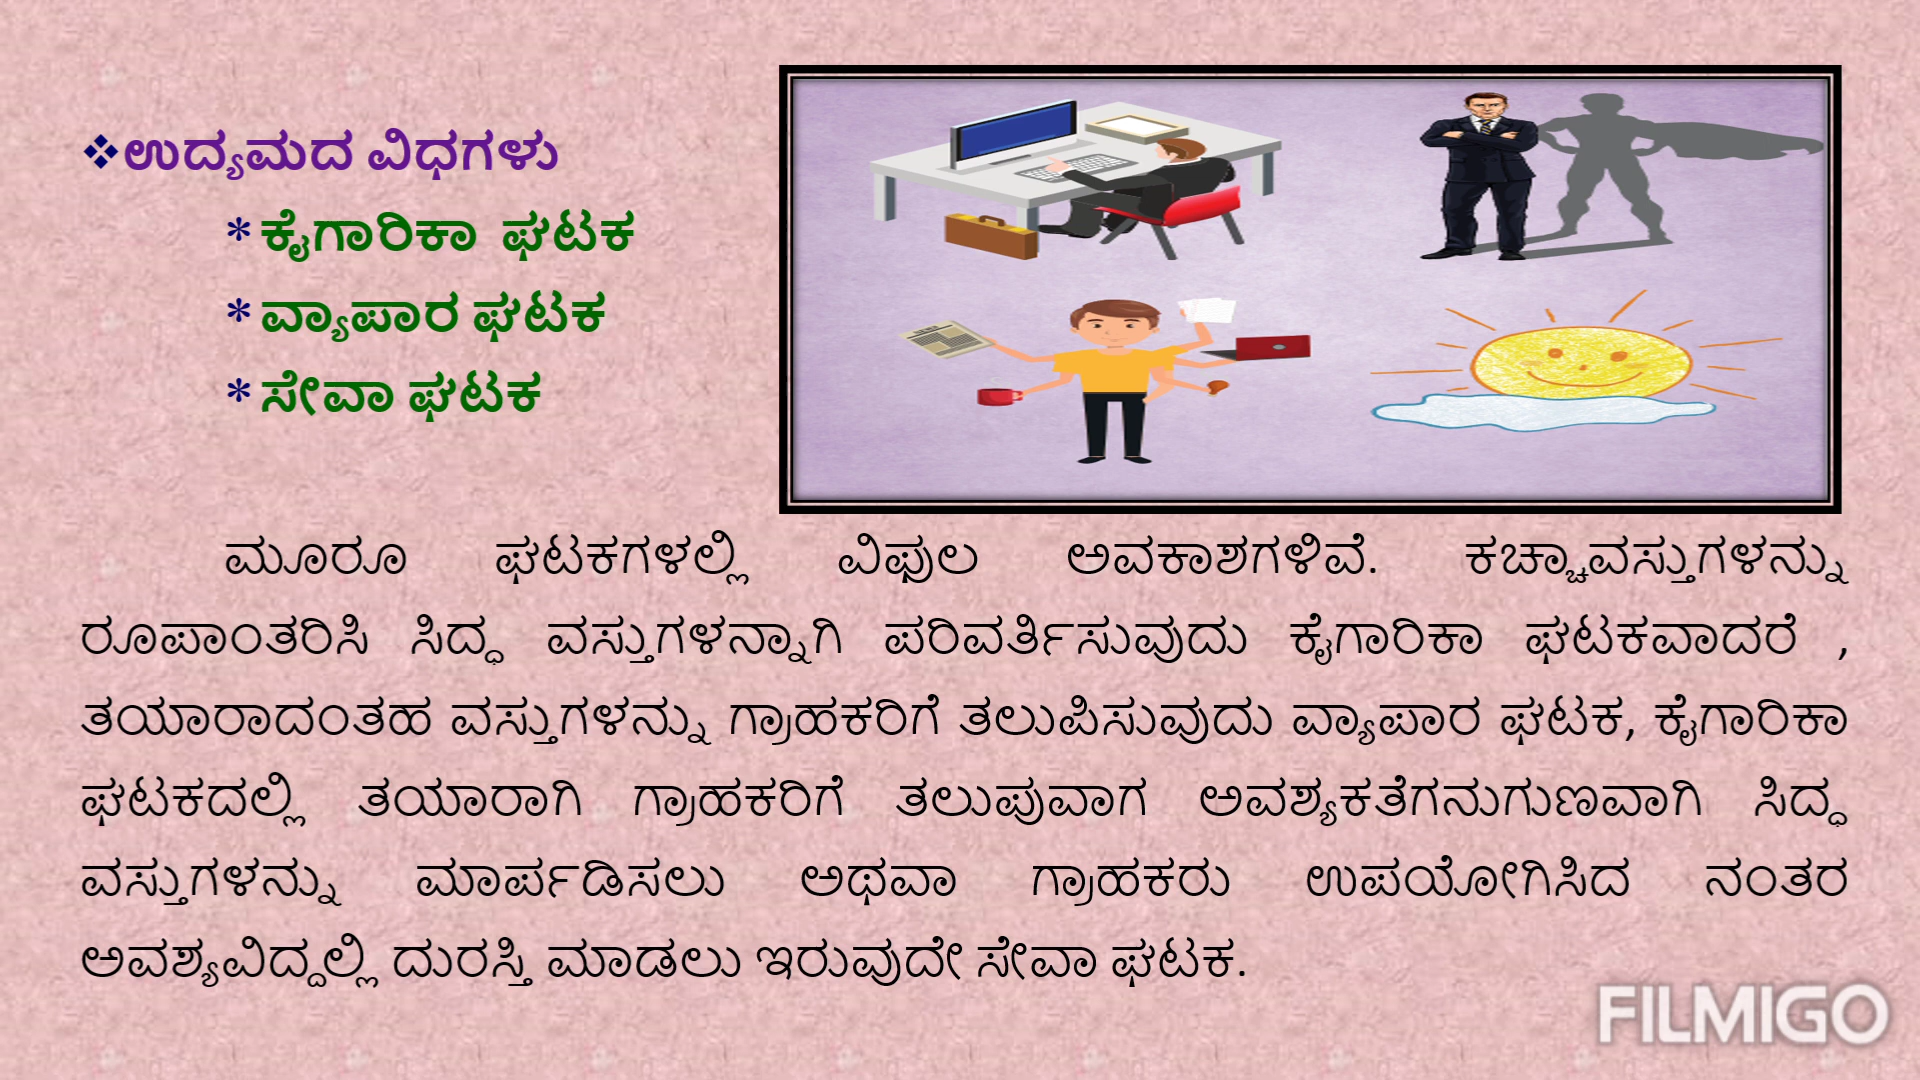 ❖ಉದ್ಯಮದ ವಿಧಗಳು
*ಕೈಗಾರಿಕಾ ಘಟಕ
*ವ್ಯಾಪಾರ ಘಟಕ
*ಸೇವಾ ಘಟಕ
ಮೂರೂ ಘಟಕಗಳಲ್ಲಿ ವಿಫುಲ ಅವಕಾಶಗಳಿವೆ. ಕಚ್ಚಾವಸ್ತುಗಳನ್ನು
ರೂಪಾಂತರಿಸಿ ಸಿದ್ಧ ವಸ್ತುಗಳನ್ನಾಗಿ ಪರಿವರ್ತಿಸುವುದು ಕೈಗಾರಿಕಾ ಘಟಕವಾದರೆ ,
ತಯಾರಾದಂತಹ ವಸ್ತುಗಳನ್ನು ಗ್ರಾಹಕರಿಗೆ ತಲುಪಿಸುವುದು ವ್ಯಾಪಾರ ಘಟಕ, ಕೈಗಾರಿಕಾ
ಘಟಕದಲ್ಲಿ ತಯಾರಾಗಿ ಗ್ರಾಹಕರಿಗೆ ತಲುಪುವಾಗ ಅವಶ್ಯಕತೆಗನುಗುಣವಾಗಿ ಸಿದ್ಧ
ವಸ್ತುಗಳನ್ನು ಮಾರ್ಪಡಿಸಲು ಅಥವಾ ಗ್ರಾಹಕರು ಉಪಯೋಗಿಸಿದ ನಂತರ
ಅವಶ್ಯವಿದ್ದಲ್ಲಿ ದುರಸ್ತಿ ಮಾಡಲು ಇರುವುದೇ ಸೇವಾ ಘಟಕ.
FILMIGO